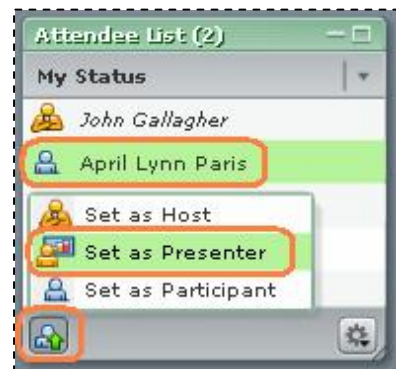 Attendee List (2)
My Status
John Gallagher
April Lynn Paris
Set as Host
Set as Presenter
Set as Participant